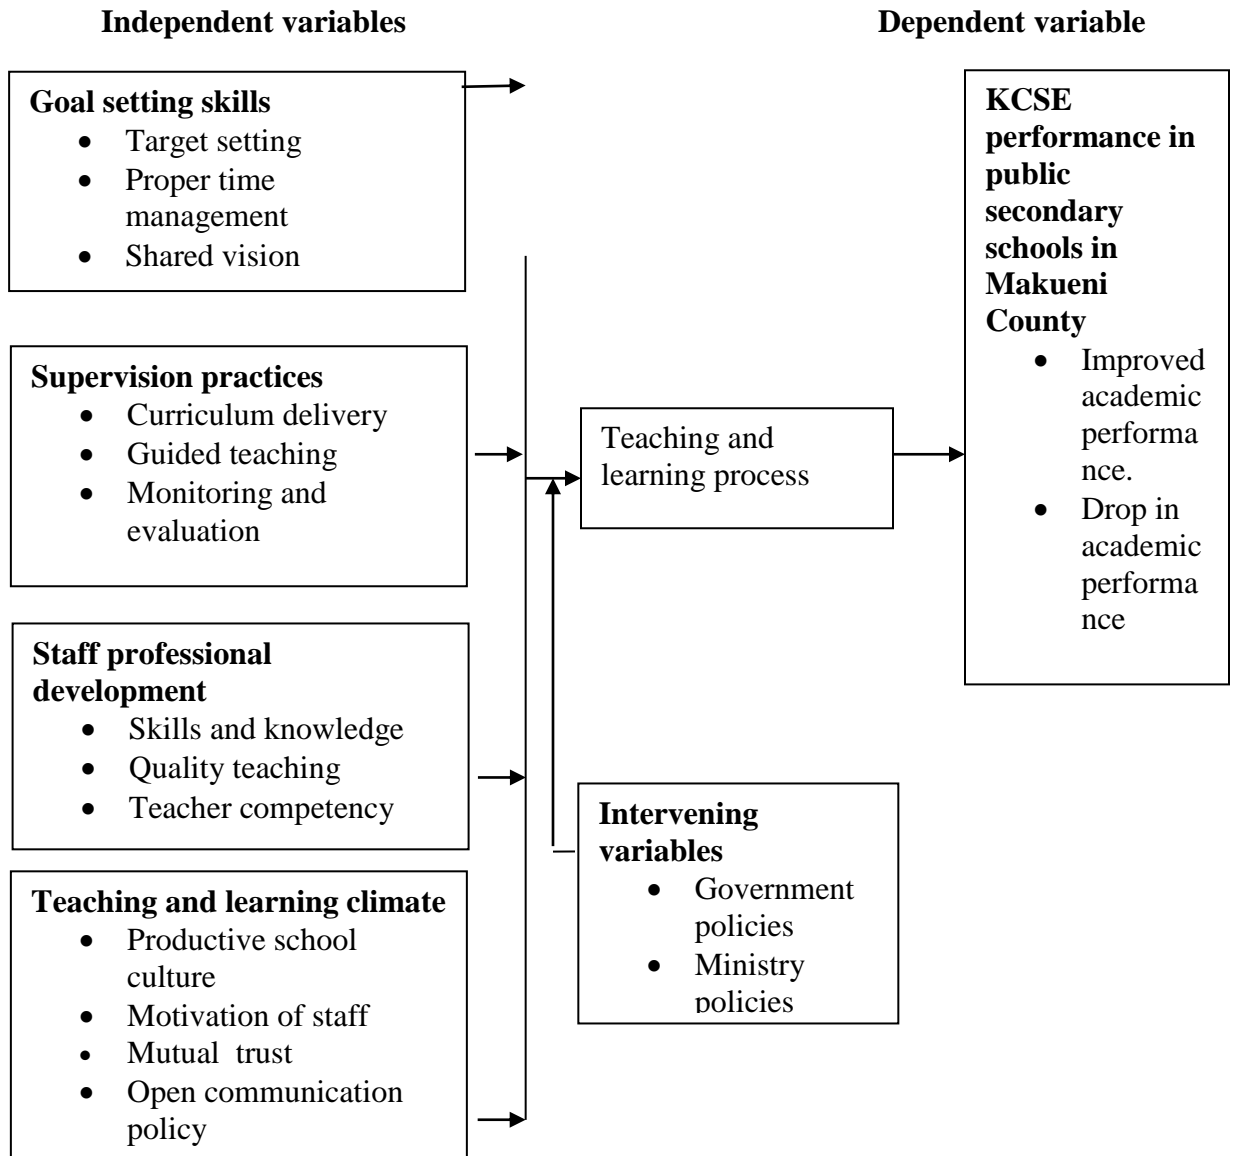 Independent variables
Dependent variable
Goal setting skills
• Target setting
• Proper time
management
• Shared vision
Supervision practices
• Curriculum delivery
• Guided teaching
• Monitoring and
evaluation
Staff professional
development
• Skills and knowledge
• Quality teaching
• Teacher competency
Teaching and learning climate
• Productive school
culture
• Motivation of staff
• Mutual trust
• Open communication
policy
Teaching and
learning process
Intervening
variables
• Government
policies
• Ministry
policies
KCSE
performance in
public
secondary
schools in
Makueni
County
• Improved
academic
performa
nce.
• Drop in
academic
performa
nce